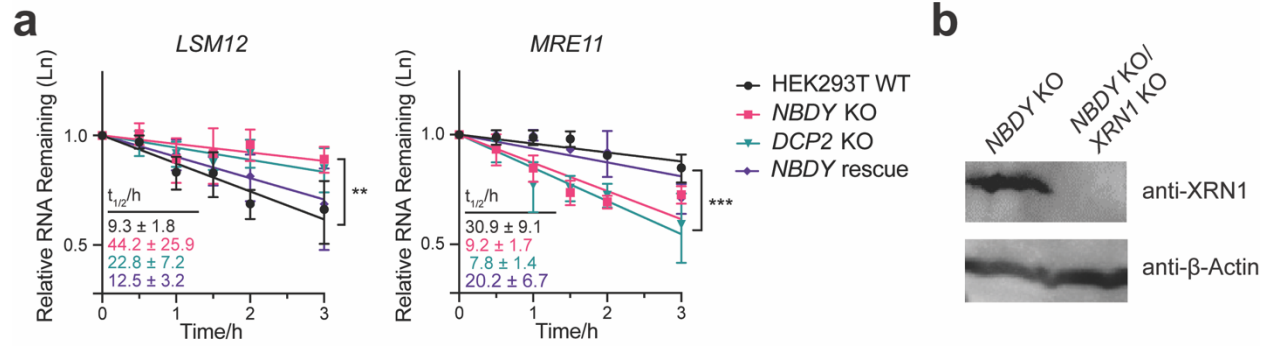 a
LSM12
Relative RNA Remaining (Ln)
1.0
0.5
t1/2/h
9.3 ± 1.8
44.2 ± 25.9
22.8 ± 7.2
12.5 ± 3.2
**
0 1 2 3
Time/h
MRE11
Relative RNA Remaining (Ln)
1.0
0.5
t1/2/h
30.9 ± 9.1
9.2 ± 1.7
7.8 ± 1.4
20.2 ± 6.7
***
0 1 2 3
Time/h
HEK293T WT
NBDY KO
DCP2 KO
NBDY rescue
b
NBDY KO
NBDY KO/
XRN1 KO
anti-XRN1
anti-β-Actin